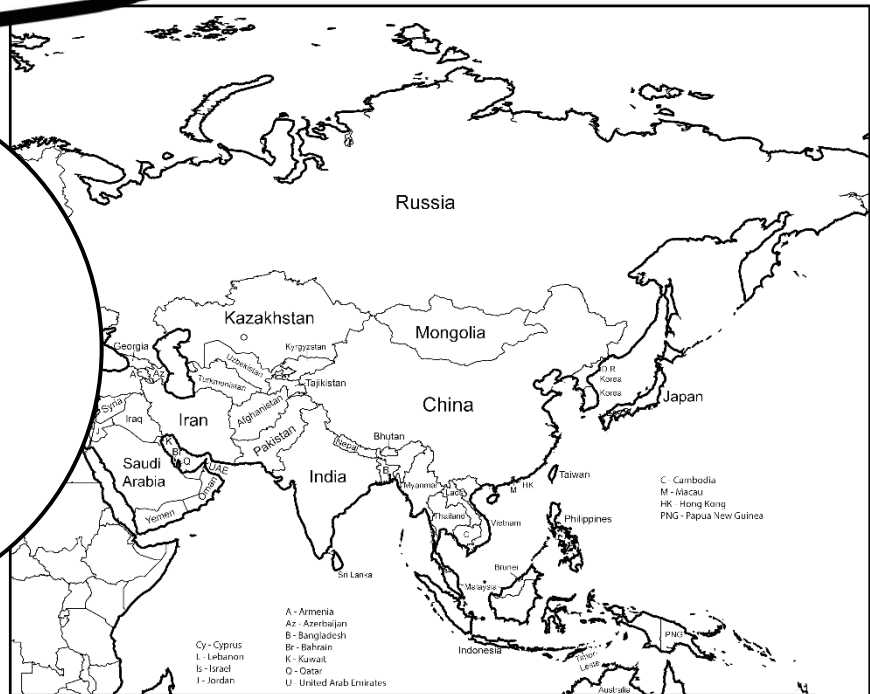 Russia
Kazakhstan
Mongolia
Georgia
Kyrgyzstan
Uzbekistan
A
Az
Turkmenistan
Tajikistan
D R
Korea
Korea
Japan
China
Syria
Iraq
Iran
Afghanistan
Pakistan
Nepal
Bhutan
K
Br
Q
UAE
Saudi
Arabia
Oman
Yemen
India
B
Myanmar
Laos
Thailand
C
Vietnam
M
HK
Taiwan
Philippines
C - Cambodia
M - Macau
HK - Hong Kong
PNG - Papua New Guinea
Sri Lanka
Brunei
Malaysia
Indonesia
Timor-
Leste
PNG
Australia
A - Armenia
Az - Azerbaijan
B - Bangladesh
Br - Bahrain
K - Kuwait
Q - Qatar
U - United Arab Emirates
Cy - Cyprus
L - Lebanon
Is - Israel
J - Jordan